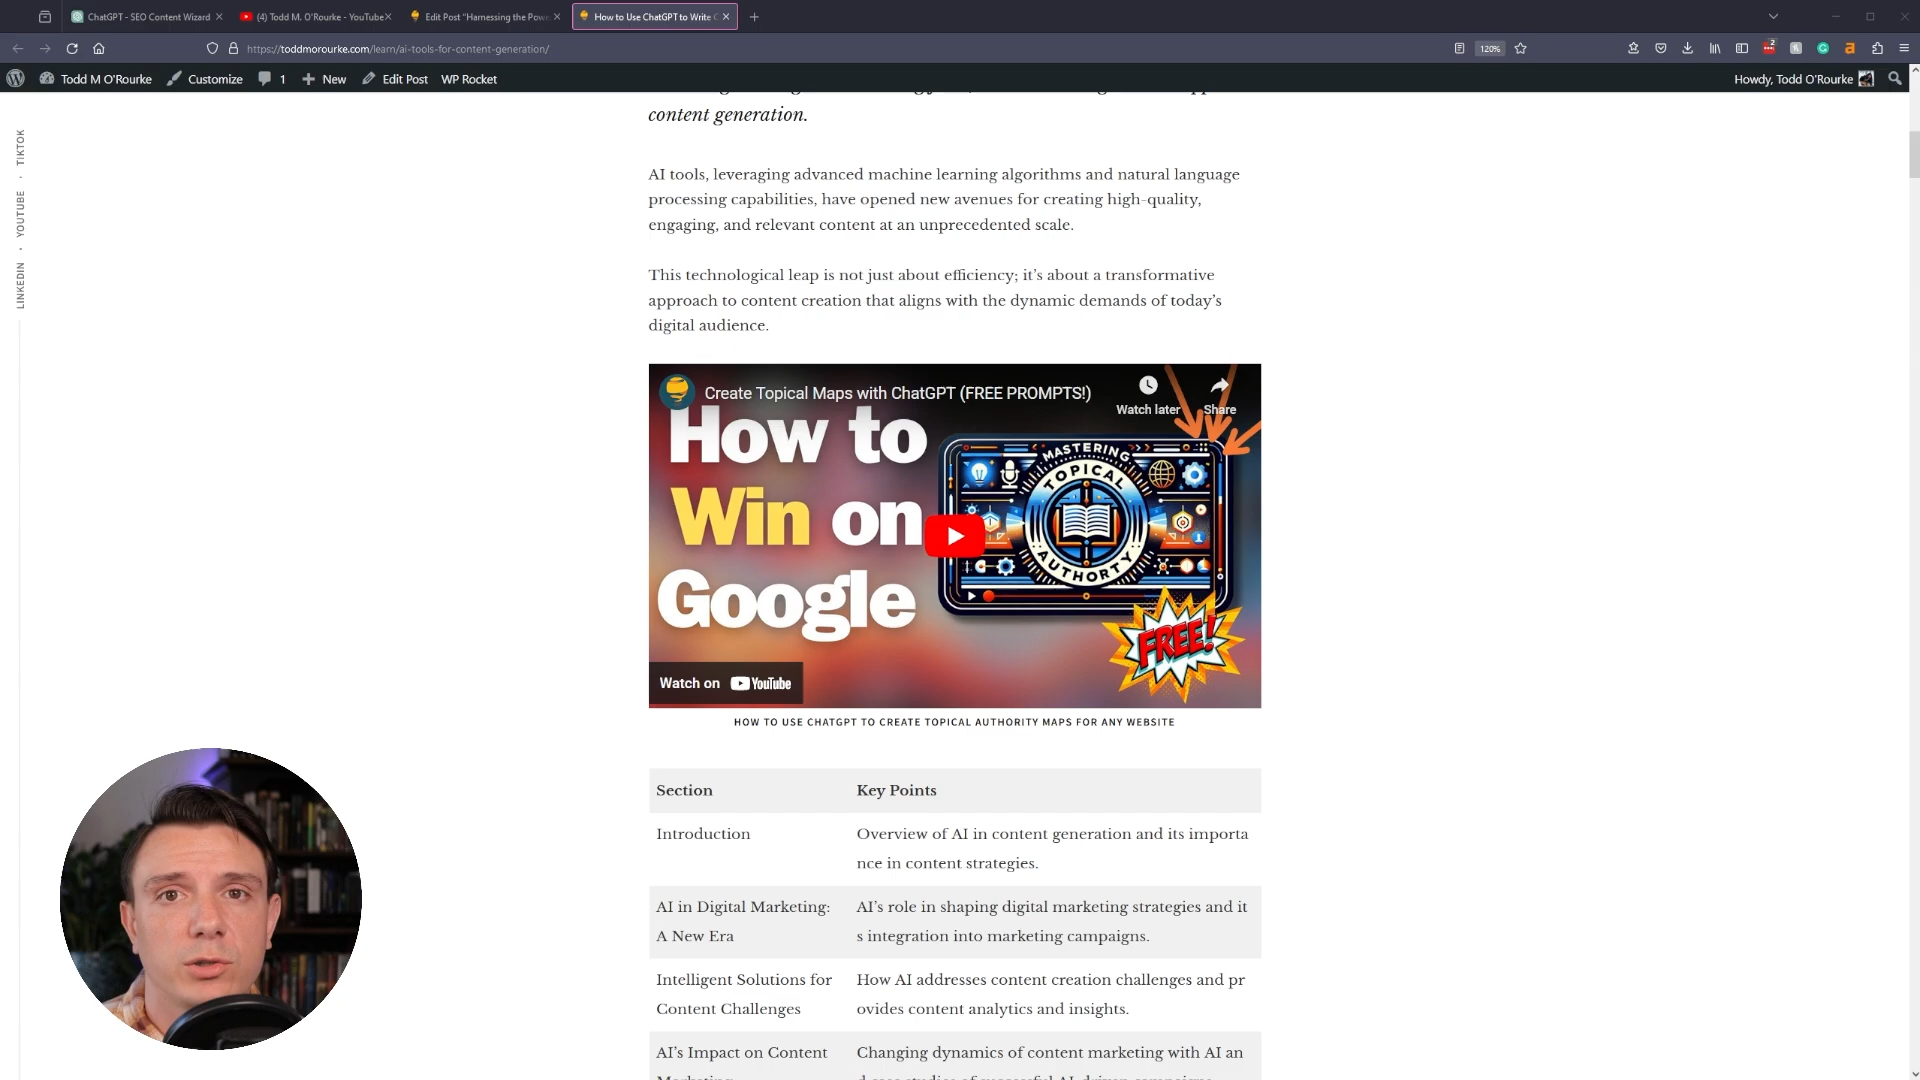 ChatGPT - SEO Content Wizard
(4) Todd M. O'Rourke - YouTube
Edit Post "Harnessing the Powe
How to Use ChatGPT to Write C
https://toddmorourke.com/learn/ai-tools-for-content-generation/
120%
2
Todd M O'Rourke
Customize
1
New
Edit Post
WP Rocket
Howdy, Todd O'Rourke
TIKTOK
YOUTUBE
LINKEDIN
content generation.
AI tools, leveraging advanced machine learning algorithms and natural language
processing capabilities, have opened new avenues for creating high-quality,
engaging, and relevant content at an unprecedented scale.
This technological leap is not just about efficiency; it’s about a transformative
approach to content creation that aligns with the dynamic demands of today’s
digital audience.
Create Topical Maps with ChatGPT (FREE PROMPTS!)
Watch later
Share
How to
Win on
Google
MASTERING
TOPICAL
AUTHORTY
FREE!
Watch on YouTube
HOW TO USE CHATGPT TO CREATE TOPICAL AUTHORITY MAPS FOR ANY WEBSITE
Section Key Points
Introduction Overview of AI in content generation and its importa
nce in content strategies.
AI in Digital Marketing: AI’s role in shaping digital marketing strategies and it
A New Era s integration into marketing campaigns.
Intelligent Solutions for How AI addresses content creation challenges and pr
Content Challenges ovides content analytics and insights.
AI’s Impact on Content Changing dynamics of content marketing with AI an